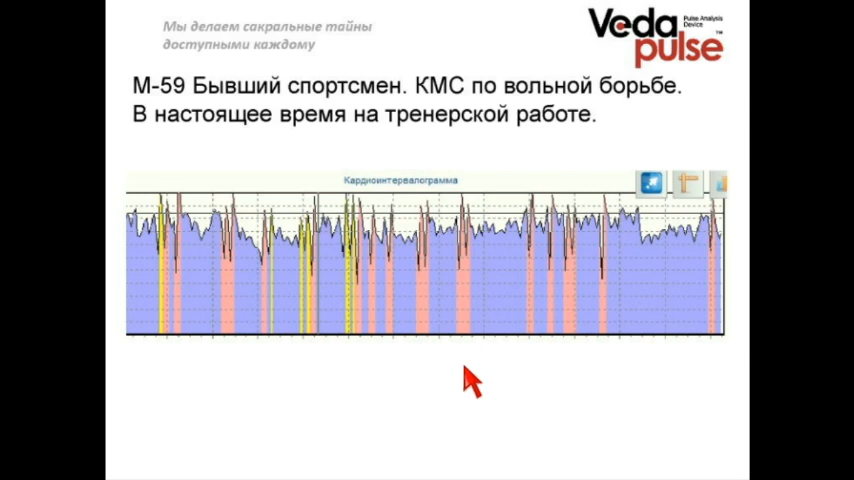 Мы делаем сакральные тайны
доступными каждому
Veda Pulse Analysis
Device
pulse™
М-59 Бывший спортсмен. КМС по вольной борьбе.
В настоящее время на тренерской работе.
Кардиоинтервалограмма